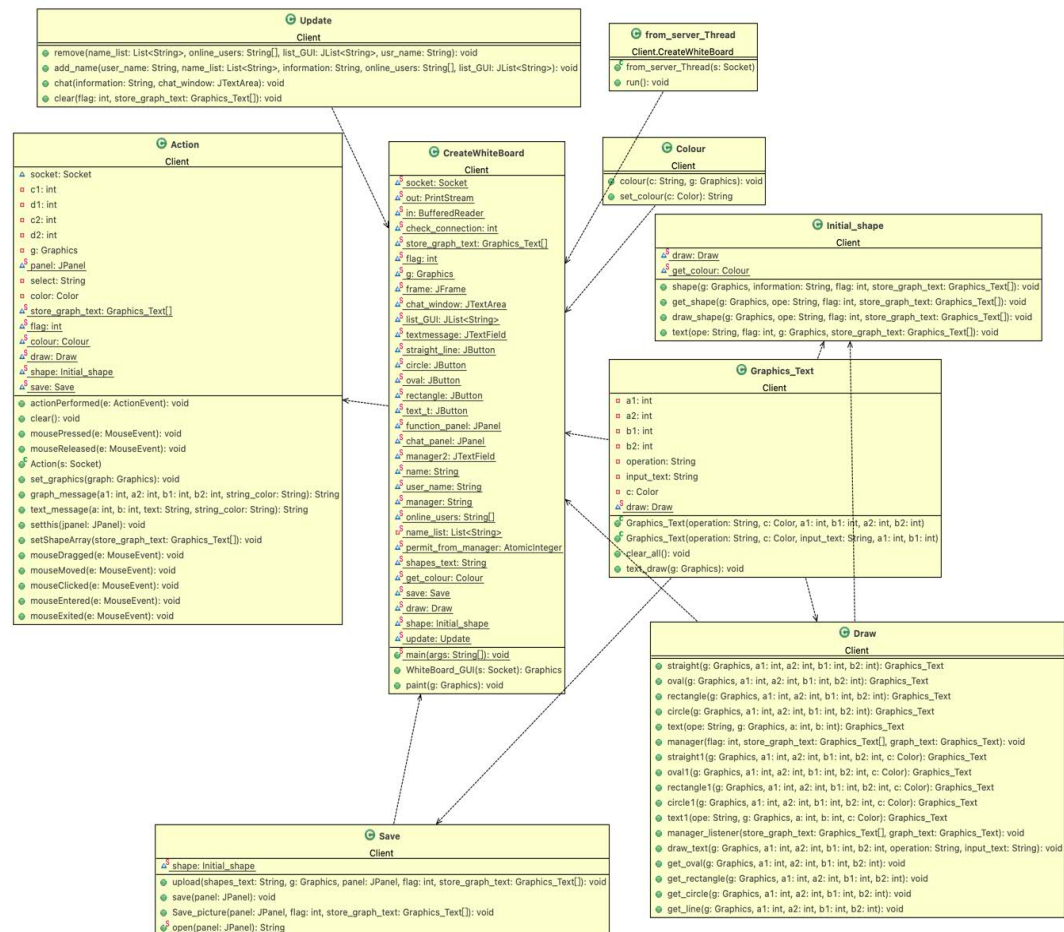 Update
Client
remove(name_list: List<String>, online_users: String[], list_GUI: JList<String>, usr_name: String): void
add_name(user_name: String, name_list: List<String>, information: String, online_users: String[], list_GUI: JList<String>): void
chat(information: String, chat_window: JTextArea): void
clear(flag: int, store_graph_text: Graphics_Text[]): void
from_server_Thread
Client.CreateWhiteBoard
from_server_Thread(s: Socket)
run(): void
Action
Client
socket: Socket
c1: int
d1: int
c2: int
d2: int
g: Graphics
panel: JPanel
select: String
color: Color
store_graph_text: Graphics_Text[]
flag: int
colour: Colour
draw: Draw
shape: Initial_shape
save: Save
actionPerformed(e: ActionEvent): void
clear(): void
mousePressed(e: MouseEvent): void
mouseReleased(e: MouseEvent): void
Action(s: Socket)
set_graphics(graph: Graphics): void
graph_message(a1: int, a2: int, b1: int, b2: int, string_color: String): String
text_message(a: int, b: int, text: String, string_color: String): String
setthis(jpanel: JPanel): void
setShapeArray(store_graph_text: Graphics_Text[]): void
mouseDragged(e: MouseEvent): void
mouseMoved(e: MouseEvent): void
mouseClicked(e: MouseEvent): void
mouseEntered(e: MouseEvent): void
mouseExited(e: MouseEvent): void
CreateWhiteBoard
Client
socket: Socket
out: PrintStream
in: BufferedReader
check_connection: int
store_graph_text: Graphics_Text[]
flag: int
g: Graphics
frame: JFrame
chat_window: JTextArea
list_GUI: JList<String>
textmessage: JTextField
straight_line: JButton
circle: JButton
oval: JButton
rectangle: JButton
text_t: JButton
function_panel: JPanel
chat_panel: JPanel
manager2: JTextField
name: String
user_name: String
manager: String
online_users: String[]
name_list: List<String>
permit_from_manager: AtomicInteger
shapes_text: String
get_colour: Colour
save: Save
draw: Draw
shape: Initial_shape
update: Update
main(args: String[]): void
WhiteBoard_GUI(s: Socket): Graphics
paint(g: Graphics): void
Colour
Client
colour(c: String, g: Graphics): void
set_colour(c: Color): String
Initial_shape
Client
draw: Draw
get_colour: Colour
shape(g: Graphics, information: String, flag: int, store_graph_text: Graphics_Text[]): void
get_shape(g: Graphics, ope: String, flag: int, store_graph_text: Graphics_Text[]): void
draw_shape(g: Graphics, ope: String, flag: int, store_graph_text: Graphics_Text[]): void
text(ope: String, flag: int, g: Graphics, store_graph_text: Graphics_Text[]): void
Graphics_Text
Client
a1: int
a2: int
b1: int
b2: int
operation: String
input_text: String
c: Color
draw: Draw
Graphics_Text(operation: String, c: Color, a1: int, b1: int, a2: int, b2: int)
Graphics_Text(operation: String, c: Color, input_text: String, a1: int, b1: int)
clear_all(): void
text_draw(g: Graphics): void
Draw
Client
straight(g: Graphics, a1: int, a2: int, b1: int, b2: int): Graphics_Text
oval(g: Graphics, a1: int, a2: int, b1: int, b2: int): Graphics_Text
rectangle(g: Graphics, a1: int, a2: int, b1: int, b2: int): Graphics_Text
circle(g: Graphics, a1: int, a2: int, b1: int, b2: int): Graphics_Text
text(ope: String, g: Graphics, a: int, b: int): Graphics_Text
manager(flag: int, store_graph_text: Graphics_Text[], graph_text: Graphics_Text): void
straight1(g: Graphics, a1: int, a2: int, b1: int, b2: int, c: Color): Graphics_Text
oval1(g: Graphics, a1: int, a2: int, b1: int, b2: int, c: Color): Graphics_Text
rectangle1(g: Graphics, a1: int, a2: int, b1: int, b2: int, c: Color): Graphics_Text
circle1(g: Graphics, a1: int, a2: int, b1: int, b2: int, c: Color): Graphics_Text
text1(ope: String, g: Graphics, a: int, b: int, c: Color): Graphics_Text
manager_listener(store_graph_text: Graphics_Text[], graph_text: Graphics_Text): void
draw_text(g: Graphics, a1: int, a2: int, b1: int, b2: int, operation: String, input_text: String): void
get_oval(g: Graphics, a1: int, a2: int, b1: int, b2: int): void
get_rectangle(g: Graphics, a1: int, a2: int, b1: int, b2: int): void
get_circle(g: Graphics, a1: int, a2: int, b1: int, b2: int): void
get_line(g: Graphics, a1: int, a2: int, b1: int, b2: int): void
Save
Client
shape: Initial_shape
upload(shapes_text: String, g: Graphics, panel: JPanel, flag: int, store_graph_text: Graphics_Text[]): void
save(panel: JPanel): void
Save_picture(panel: JPanel, flag: int, store_graph_text: Graphics_Text[]): void
open(panel: JPanel): String